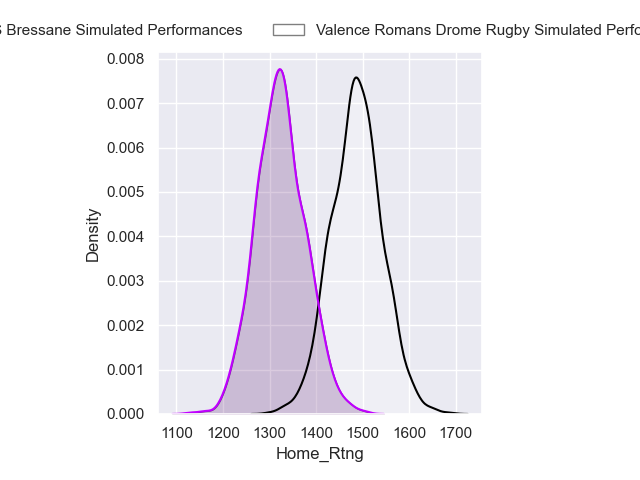 Bressane Simulated Performances
Valence Romans Drome Rugby Simulated
0.008
0.007
0.006
0.005
0.004
0.003
0.002
0.001
0.000
Density
1100 1200 1300 1400 1500 1600 1700
Home_Rtng